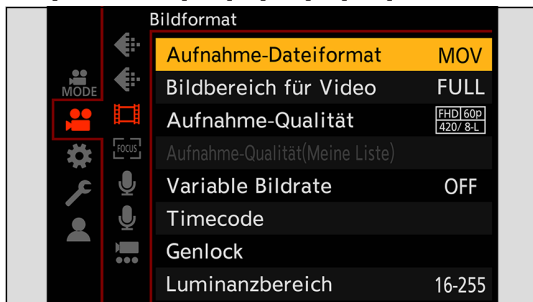 Bildformat
MODE
FOCUS
Aufnahme-Dateiformat MOV
Bildbereich für Video FULL
Aufnahme-Qualität FHD 60p 420/ 8-L
Aufnahme-Qualität(Meine Liste)
Variable Bildrate OFF
Timecode
Genlock
Luminanzbereich 16-255